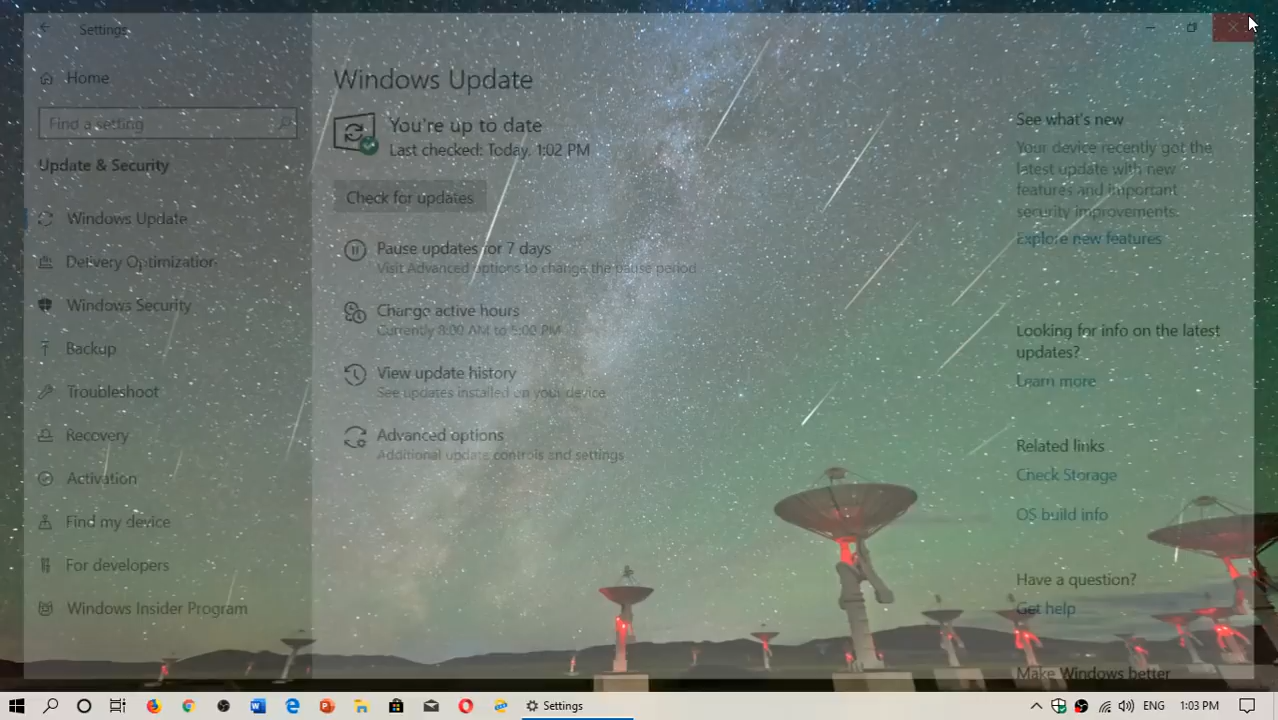 Settings
Home
Find a setting
Update & Security
Windows Update
Delivery Optimization
Windows Security
Backup
Troubleshoot
Recovery
Activation
Find my device
For developers
Windows Insider Program
Windows Update
You're up to date
Last checked: Today, 1:02 PM
Check for updates
Pause updates for 7 days
Visit Advanced options to change the pause period
Change active hours
Currently 8:00 AM to 5:00 PM
View update history
See updates installed on your device
Advanced options
Additional update controls and settings
See what's new
Your device recently got the
latest update with new
features and important
security improvements.
Explore new features
Looking for info on the latest
updates?
Learn more
Related links
Check Storage
OS build info
Have a question?
Get help
Make Windows better
Settings
ENG
1:03 PM